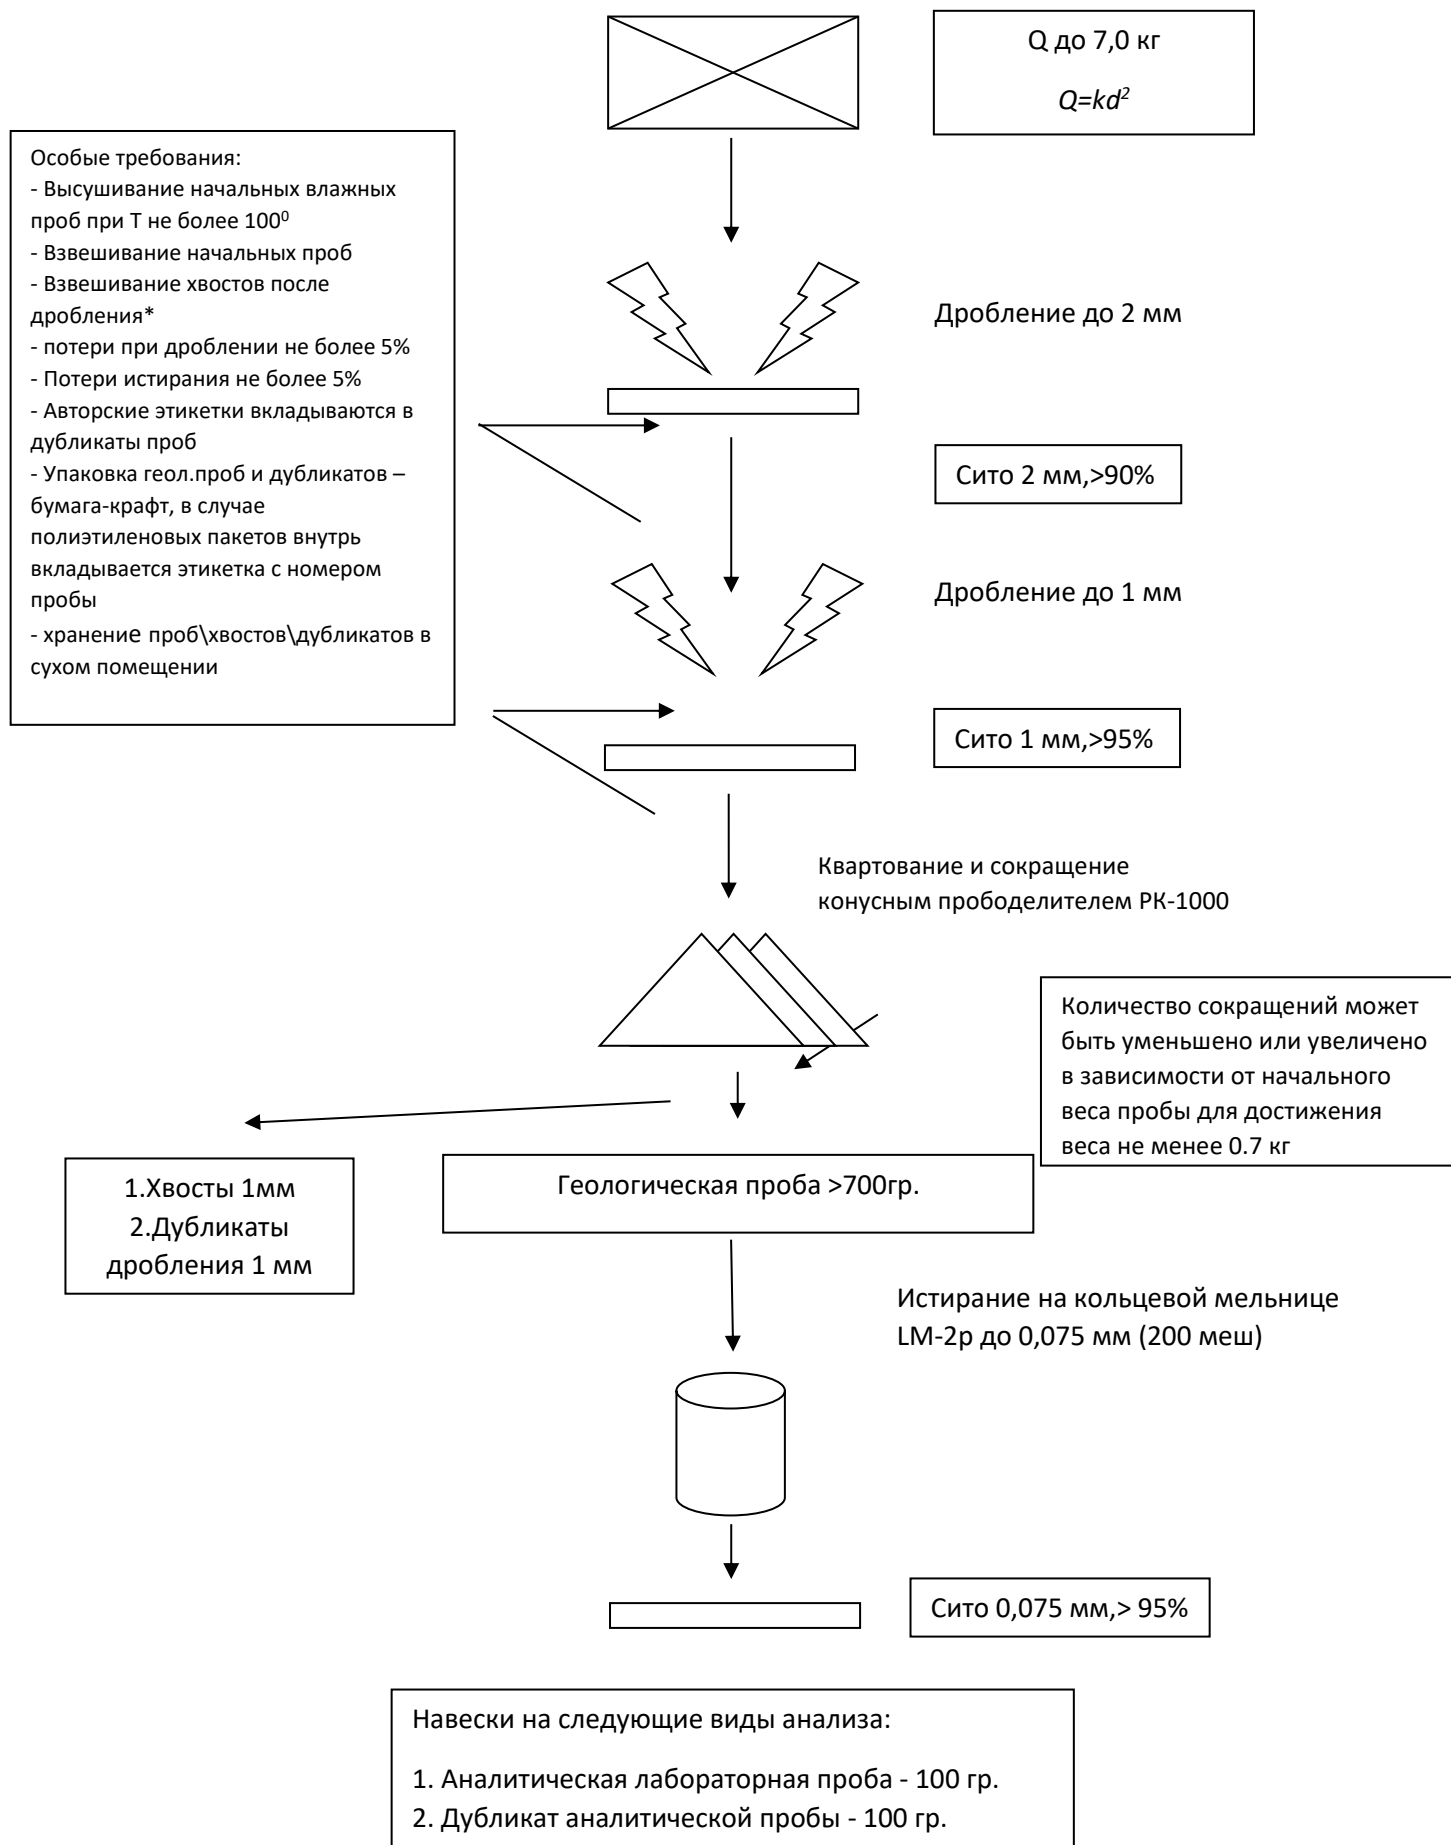 Q до 7,0 кг
Q=kd²
Особые требования:
- Высушивание начальных влажных
проб при Т не более 100⁰
- Взвешивание начальных проб
- Взвешивание хвостов после
дробления*
- потери при дроблении не более 5%
- Потери истирания не более 5%
- Авторские этикетки вкладываются в
дубликаты проб
- Упаковка геол.проб и дубликатов –
бумага-крафт, в случае
полиэтиленовых пакетов внутрь
вкладывается этикетка с номером
пробы
- хранение проб\хвостов\дубликатов в
сухом помещении
Дробление до 2 мм
Сито 2 мм,>90%
Дробление до 1 мм
Сито 1 мм,>95%
Квартование и сокращение
конусным прободелителем РК-1000
Количество сокращений может
быть уменьшено или увеличено
в зависимости от начального
веса пробы для достижения
веса не менее 0.7 кг
1.Хвосты 1мм
2.Дубликаты
дробления 1 мм
Геологическая проба >700гр.
Истирание на кольцевой мельнице
LM-2р до 0,075 мм (200 меш)
Сито 0,075 мм,> 95%
Навески на следующие виды анализа:
1. Аналитическая лабораторная проба - 100 гр.
2. Дубликат аналитической пробы - 100 гр.